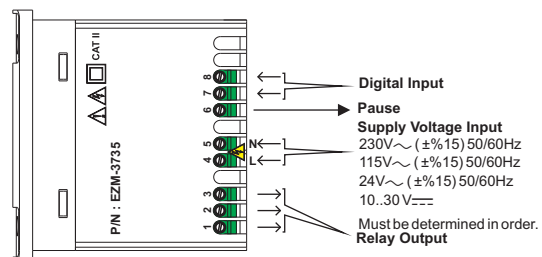 CAT II
P/N : EZM-3735
8
7
6
5
4
3
2
1
N
L
Digital Input
Pause
Supply Voltage Input
230V∼ (±%15) 50/60Hz
115V∼ (±%15) 50/60Hz
24V∼ (±%15) 50/60Hz
10..30 V⎓
Must be determined in order.
Relay Output